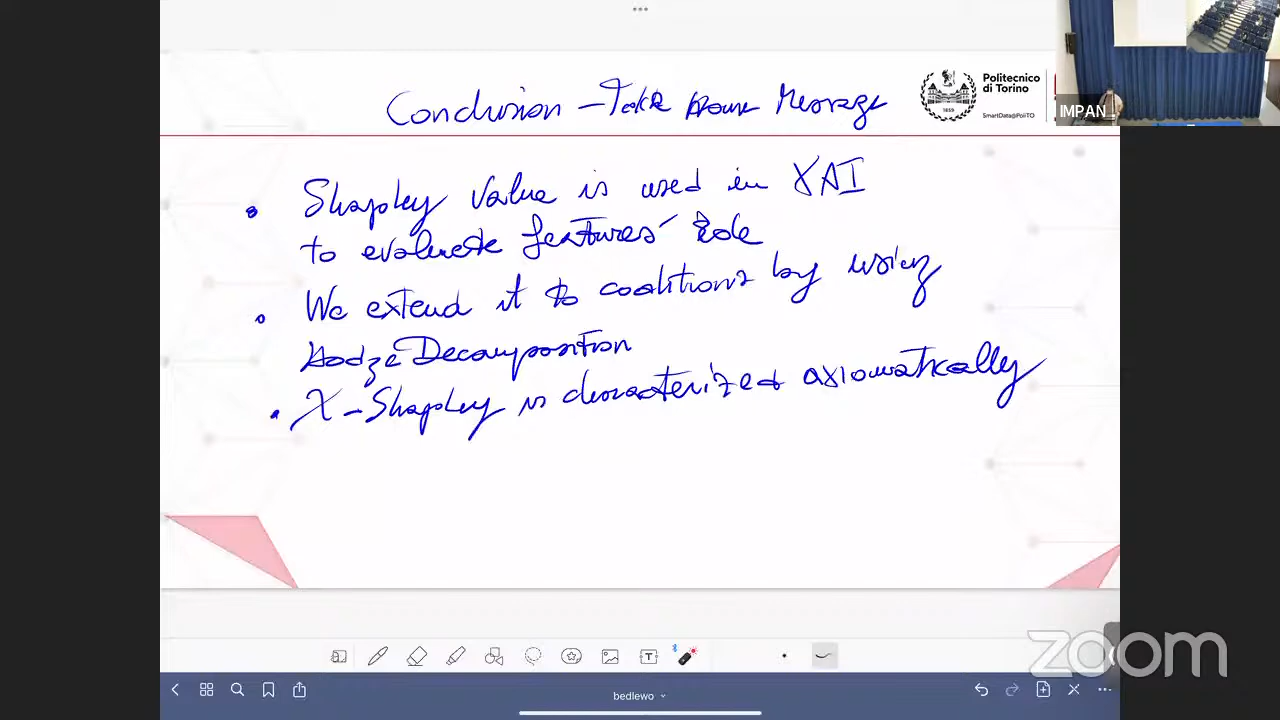 Conclusion - Take Home Message
Politecnico
di Torino
1859
SmartData@PoliTO
IMPAN
• Shapley Value is used in XAI
to evaluate features' role
• We extend it to coalitions by using
Hodge Decomposition
• X-Shapley is characterized axiomatically
zoom
bedlewo